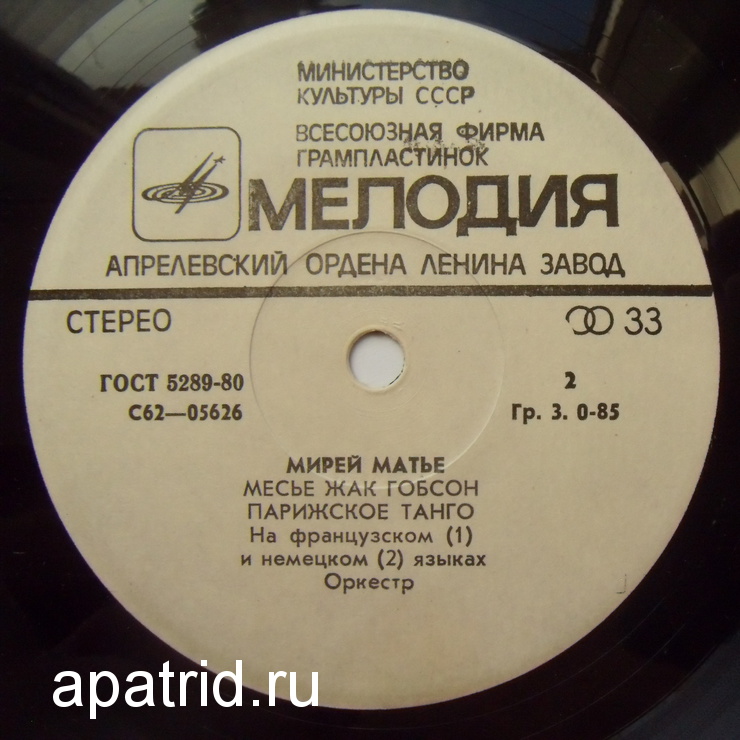 МИНИСТЕРСТВО
КУЛЬТУРЫ СССР
ВСЕСОЮЗНАЯ ФИРМА
ГРАМПЛАСТИНОК
МЕЛОДИЯ
АПРЕЛЕВСКИЙ ОРДЕНА ЛЕНИНА ЗАВОД
СТЕРЕО 33
ГОСТ 5289-80 2
С62—05626 Гр. 3. 0-85
МИРЕЙ МАТЬЕ
МЕСЬЕ ЖАК ГОБСОН
ПАРИЖСКОЕ ТАНГО
На французском (1)
и немецком (2) языках
Оркестр
apatrid.ru